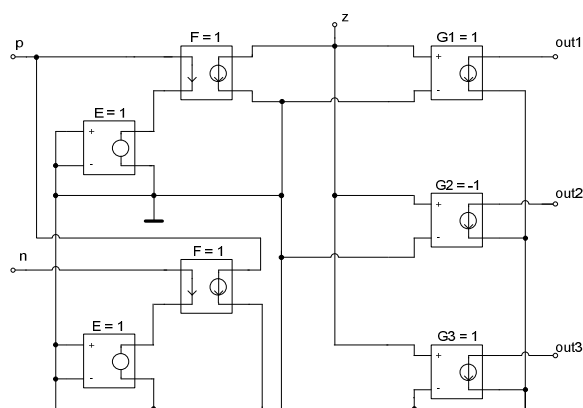 z
p
F = 1
G1 = 1
out1
+
-
E = 1
+
-
G2 = -1
out2
+
-
n
F = 1
E = 1
+
-
G3 = 1
out3
+
-